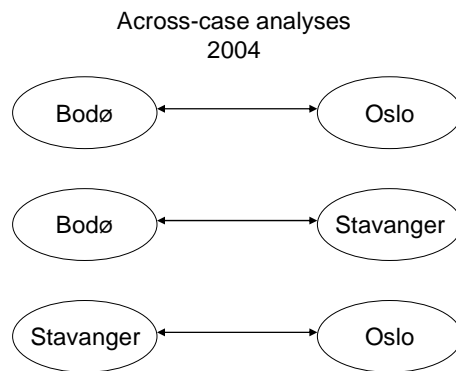 Across-case analyses
2004
Bodø Oslo
Bodø Stavanger
Stavanger Oslo